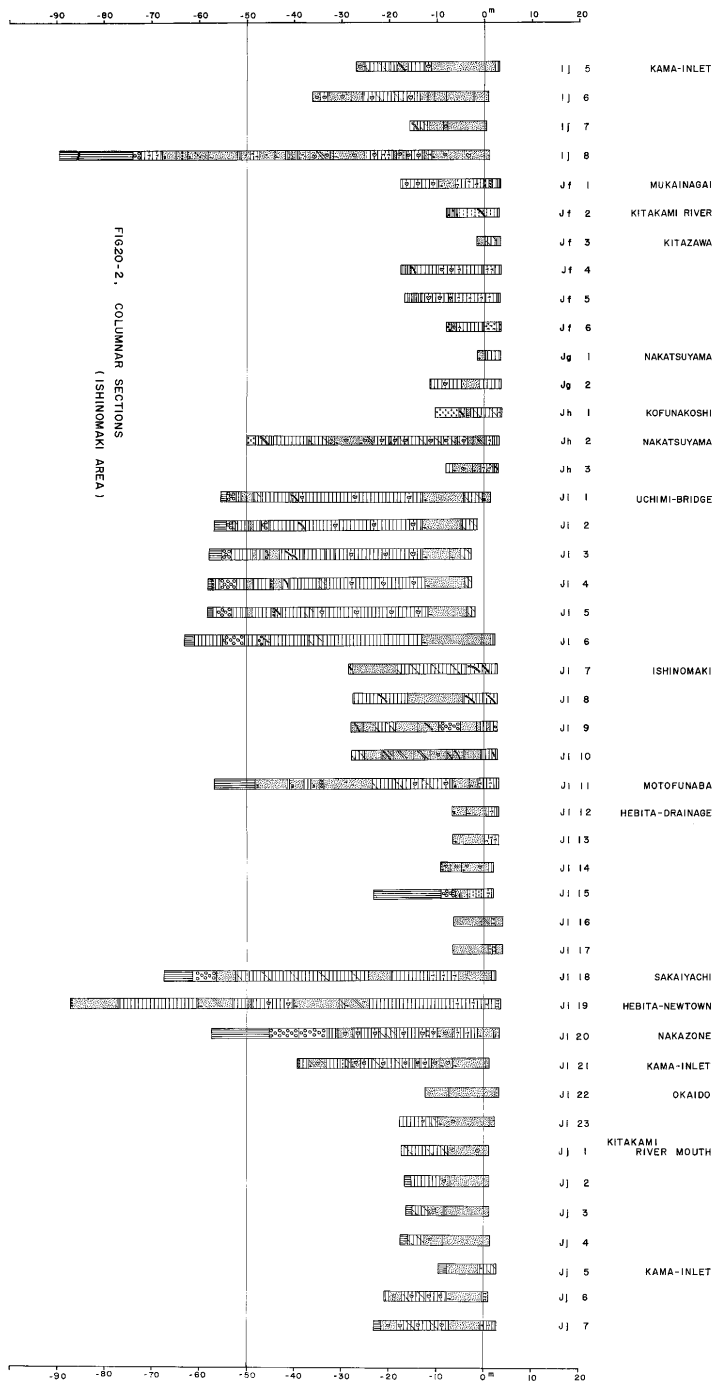 -90 -80 -70 -60 -50 -40 -30 -20 -10 0 m 10 20
Ij 5 KAMA-INLET
Ij 6
Ij 7
Ij 8
Jf 1 MUKAINAGAI
Jf 2 KITAKAMI RIVER
Jf 3 KITAZAWA
Jf 4
Jf 5
Jf 6
Jg 1 NAKATSUYAMA
Jg 2
Jh 1 KOFUNAKOSHI
Jh 2 NAKATSUYAMA
Jh 3
Ji 1 UCHIMI-BRIDGE
Ji 2
Ji 3
Ji 4
Ji 5
Ji 6
Ji 7 ISHINOMAKI
Ji 8
Ji 9
Ji 10
Ji 11 MOTOFUNABA
Ji 12 HEBITA-DRAINAGE
Ji 13
Ji 14
Ji 15
Ji 16
Ji 17
Ji 18 SAKAIYACHI
Ji 19 HEBITA-NEWTOWN
Ji 20 NAKAZONE
Ji 21 KAMA-INLET
Ji 22 OKAIDO
Ji 23
Jj 1 KITAKAMI RIVER MOUTH
Jj 2
Jj 3
Jj 4
Jj 5 KAMA-INLET
Jj 6
Jj 7
-90 -80 -70 -60 -50 -40 -30 -20 -10 0 m 10 20
FIG.20-2, COLUMNAR SECTIONS
(ISHINOMAKI AREA)